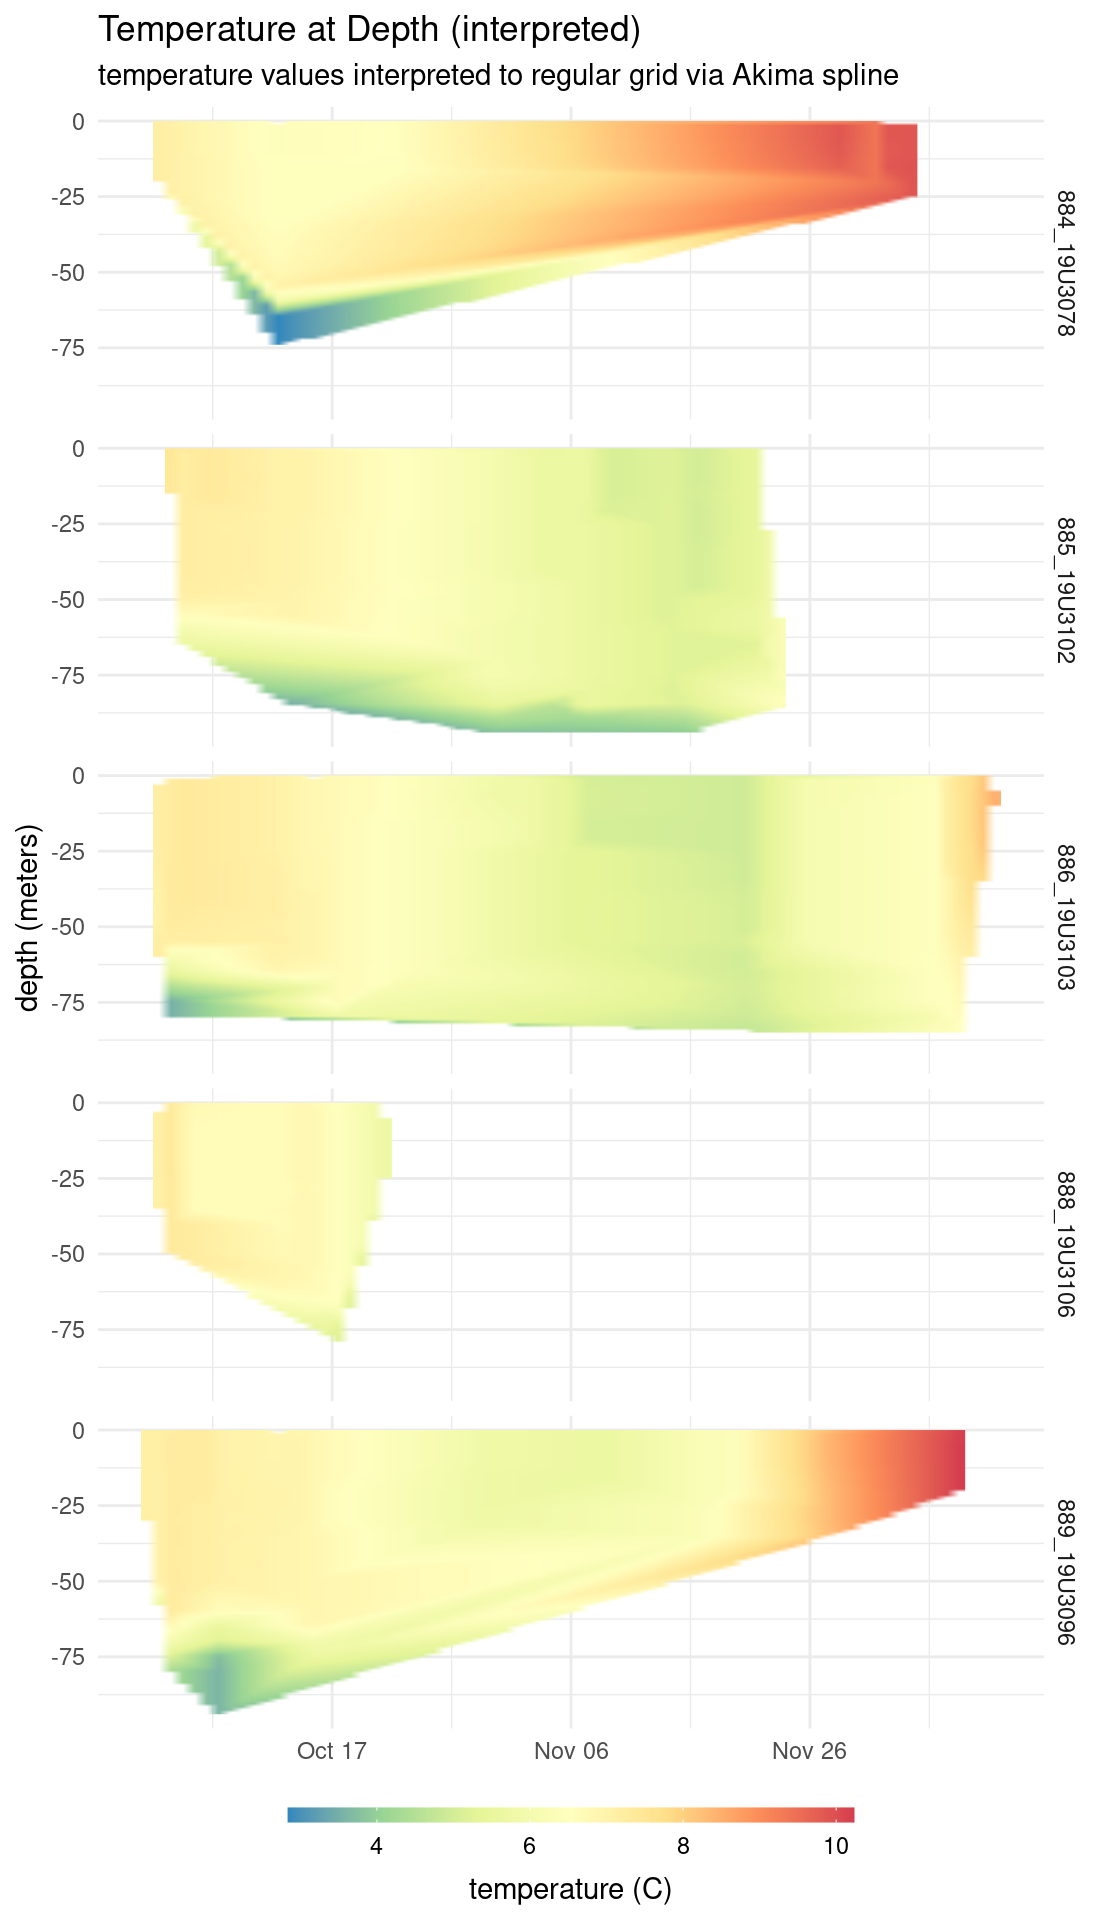 Temperature at Depth (interpreted)
temperature values interpreted to regular grid via Akima spline
0
-25
-50
-75
884_19U3078
0
-25
-50
-75
885_19U3102
depth (meters)
0
-25
-50
-75
886_19U3103
0
-25
-50
-75
888_19U3106
0
-25
-50
-75
889_19U3096
Oct 17 Nov 06 Nov 26
4 6 8 10
temperature (C)